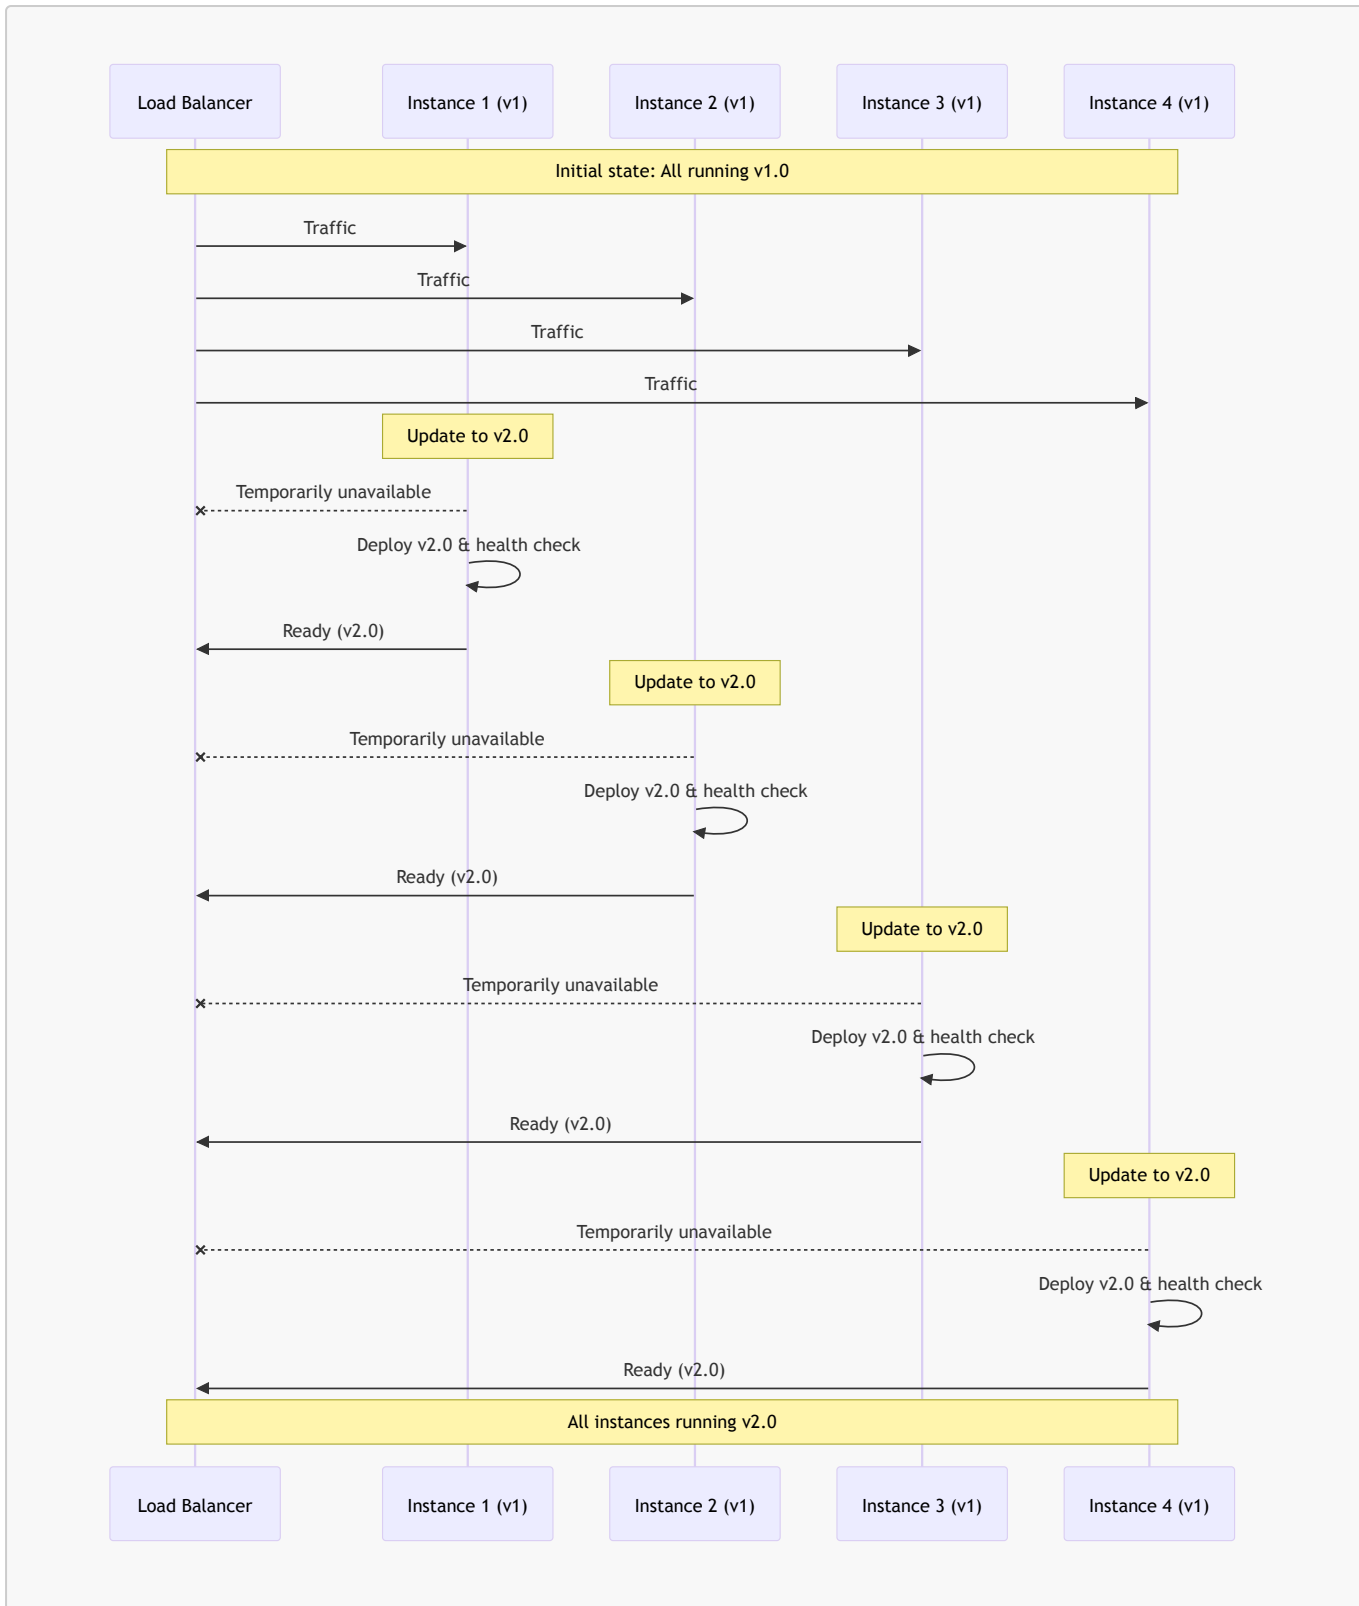 Load Balancer
Instance 1 (v1)
Instance 2 (v1)
Instance 3 (v1)
Instance 4 (v1)
Initial state: All running v1.0
Traffic
Traffic
Traffic
Traffic
Update to v2.0
Temporarily unavailable
Deploy v2.0 & health check
Ready (v2.0)
Update to v2.0
Temporarily unavailable
Deploy v2.0 & health check
Ready (v2.0)
Update to v2.0
Temporarily unavailable
Deploy v2.0 & health check
Ready (v2.0)
Update to v2.0
Temporarily unavailable
Deploy v2.0 & health check
Ready (v2.0)
All instances running v2.0
Load Balancer
Instance 1 (v1)
Instance 2 (v1)
Instance 3 (v1)
Instance 4 (v1)